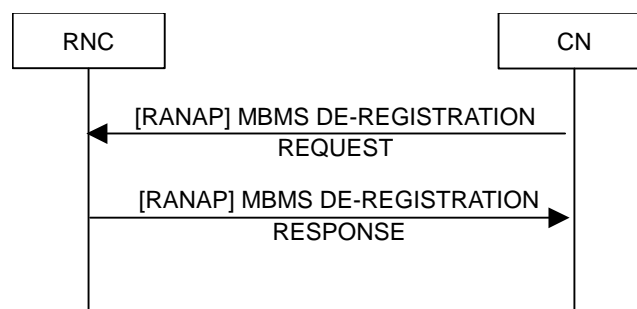 RNC
CN
[RANAP] MBMS DE-REGISTRATION
REQUEST
[RANAP] MBMS DE-REGISTRATION
RESPONSE